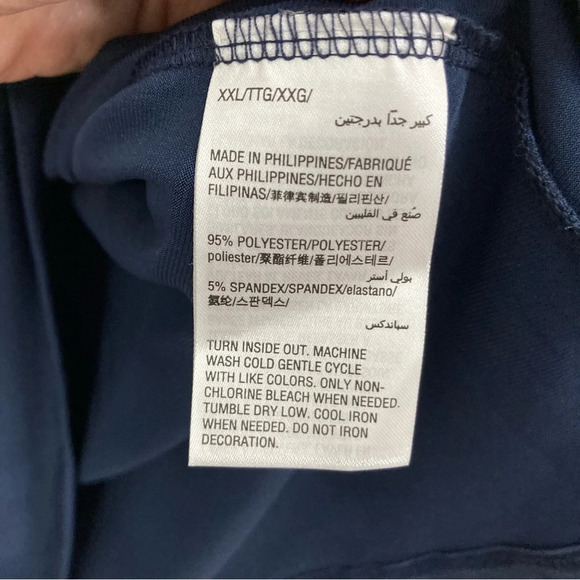 XXL/TTG/XXG/
كبير جدًا بدرجتين
MADE IN PHILIPPINES/FABRIQUÉ
AUX PHILIPPINES/HECHO EN
FILIPINAS/菲律宾制造/필리핀산/
صنع في الفلبين
95% POLYESTER/POLYESTER/
poliester/聚酯纤维/폴리에스테르/
بولي أستر
5% SPANDEX/SPANDEX/elastano/
氨纶/스판덱스/
سباندكس
TURN INSIDE OUT. MACHINE
WASH COLD GENTLE CYCLE
WITH LIKE COLORS. ONLY NON-
CHLORINE BLEACH WHEN NEEDED.
TUMBLE DRY LOW. COOL IRON
WHEN NEEDED. DO NOT IRON
DECORATION.